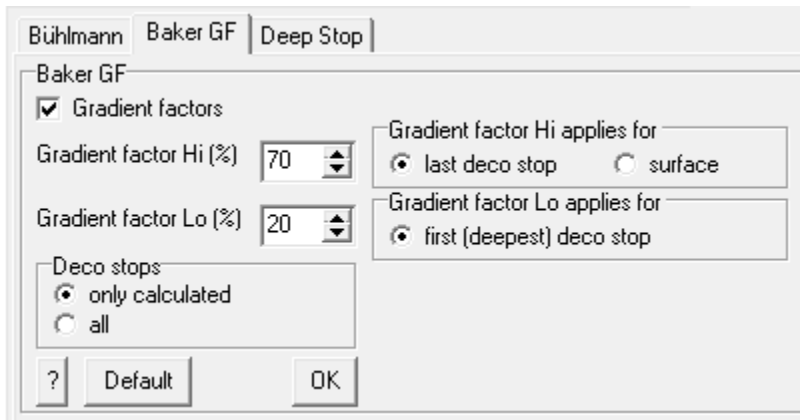 Bühlmann Baker GF Deep Stop
Baker GF
Gradient factors
Gradient factor Hi (%) 70
Gradient factor Hi applies for
last deco stop surface
Gradient factor Lo (%) 20
Gradient factor Lo applies for
first (deepest) deco stop
Deco stops
only calculated
all
? Default OK